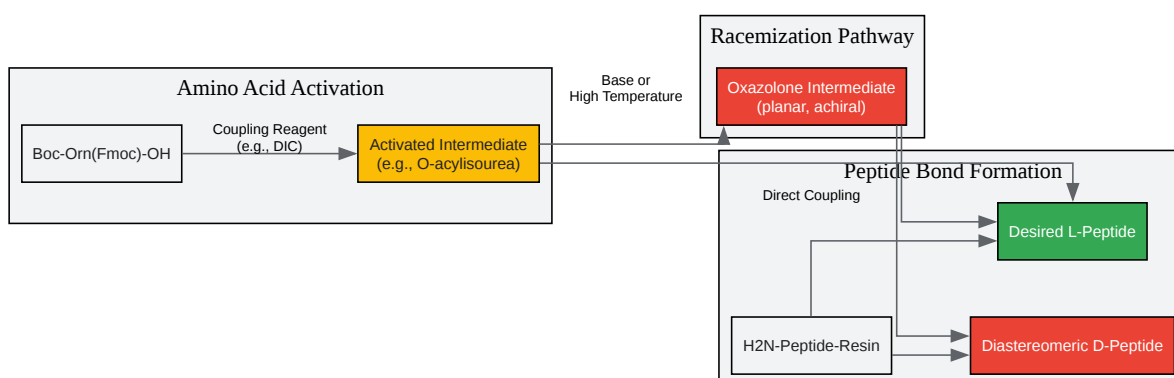 Racemization Pathway
Oxazolone Intermediate
(planar, achiral)
Amino Acid Activation
Base or
High Temperature
Boc-Orn(Fmoc)-OH
Coupling Reagent
(e.g., DIC)
Activated Intermediate
(e.g., O-acylisourea)
Peptide Bond Formation
Direct Coupling
Desired L-Peptide
H2N-Peptide-Resin
Diastereomeric D-Peptide